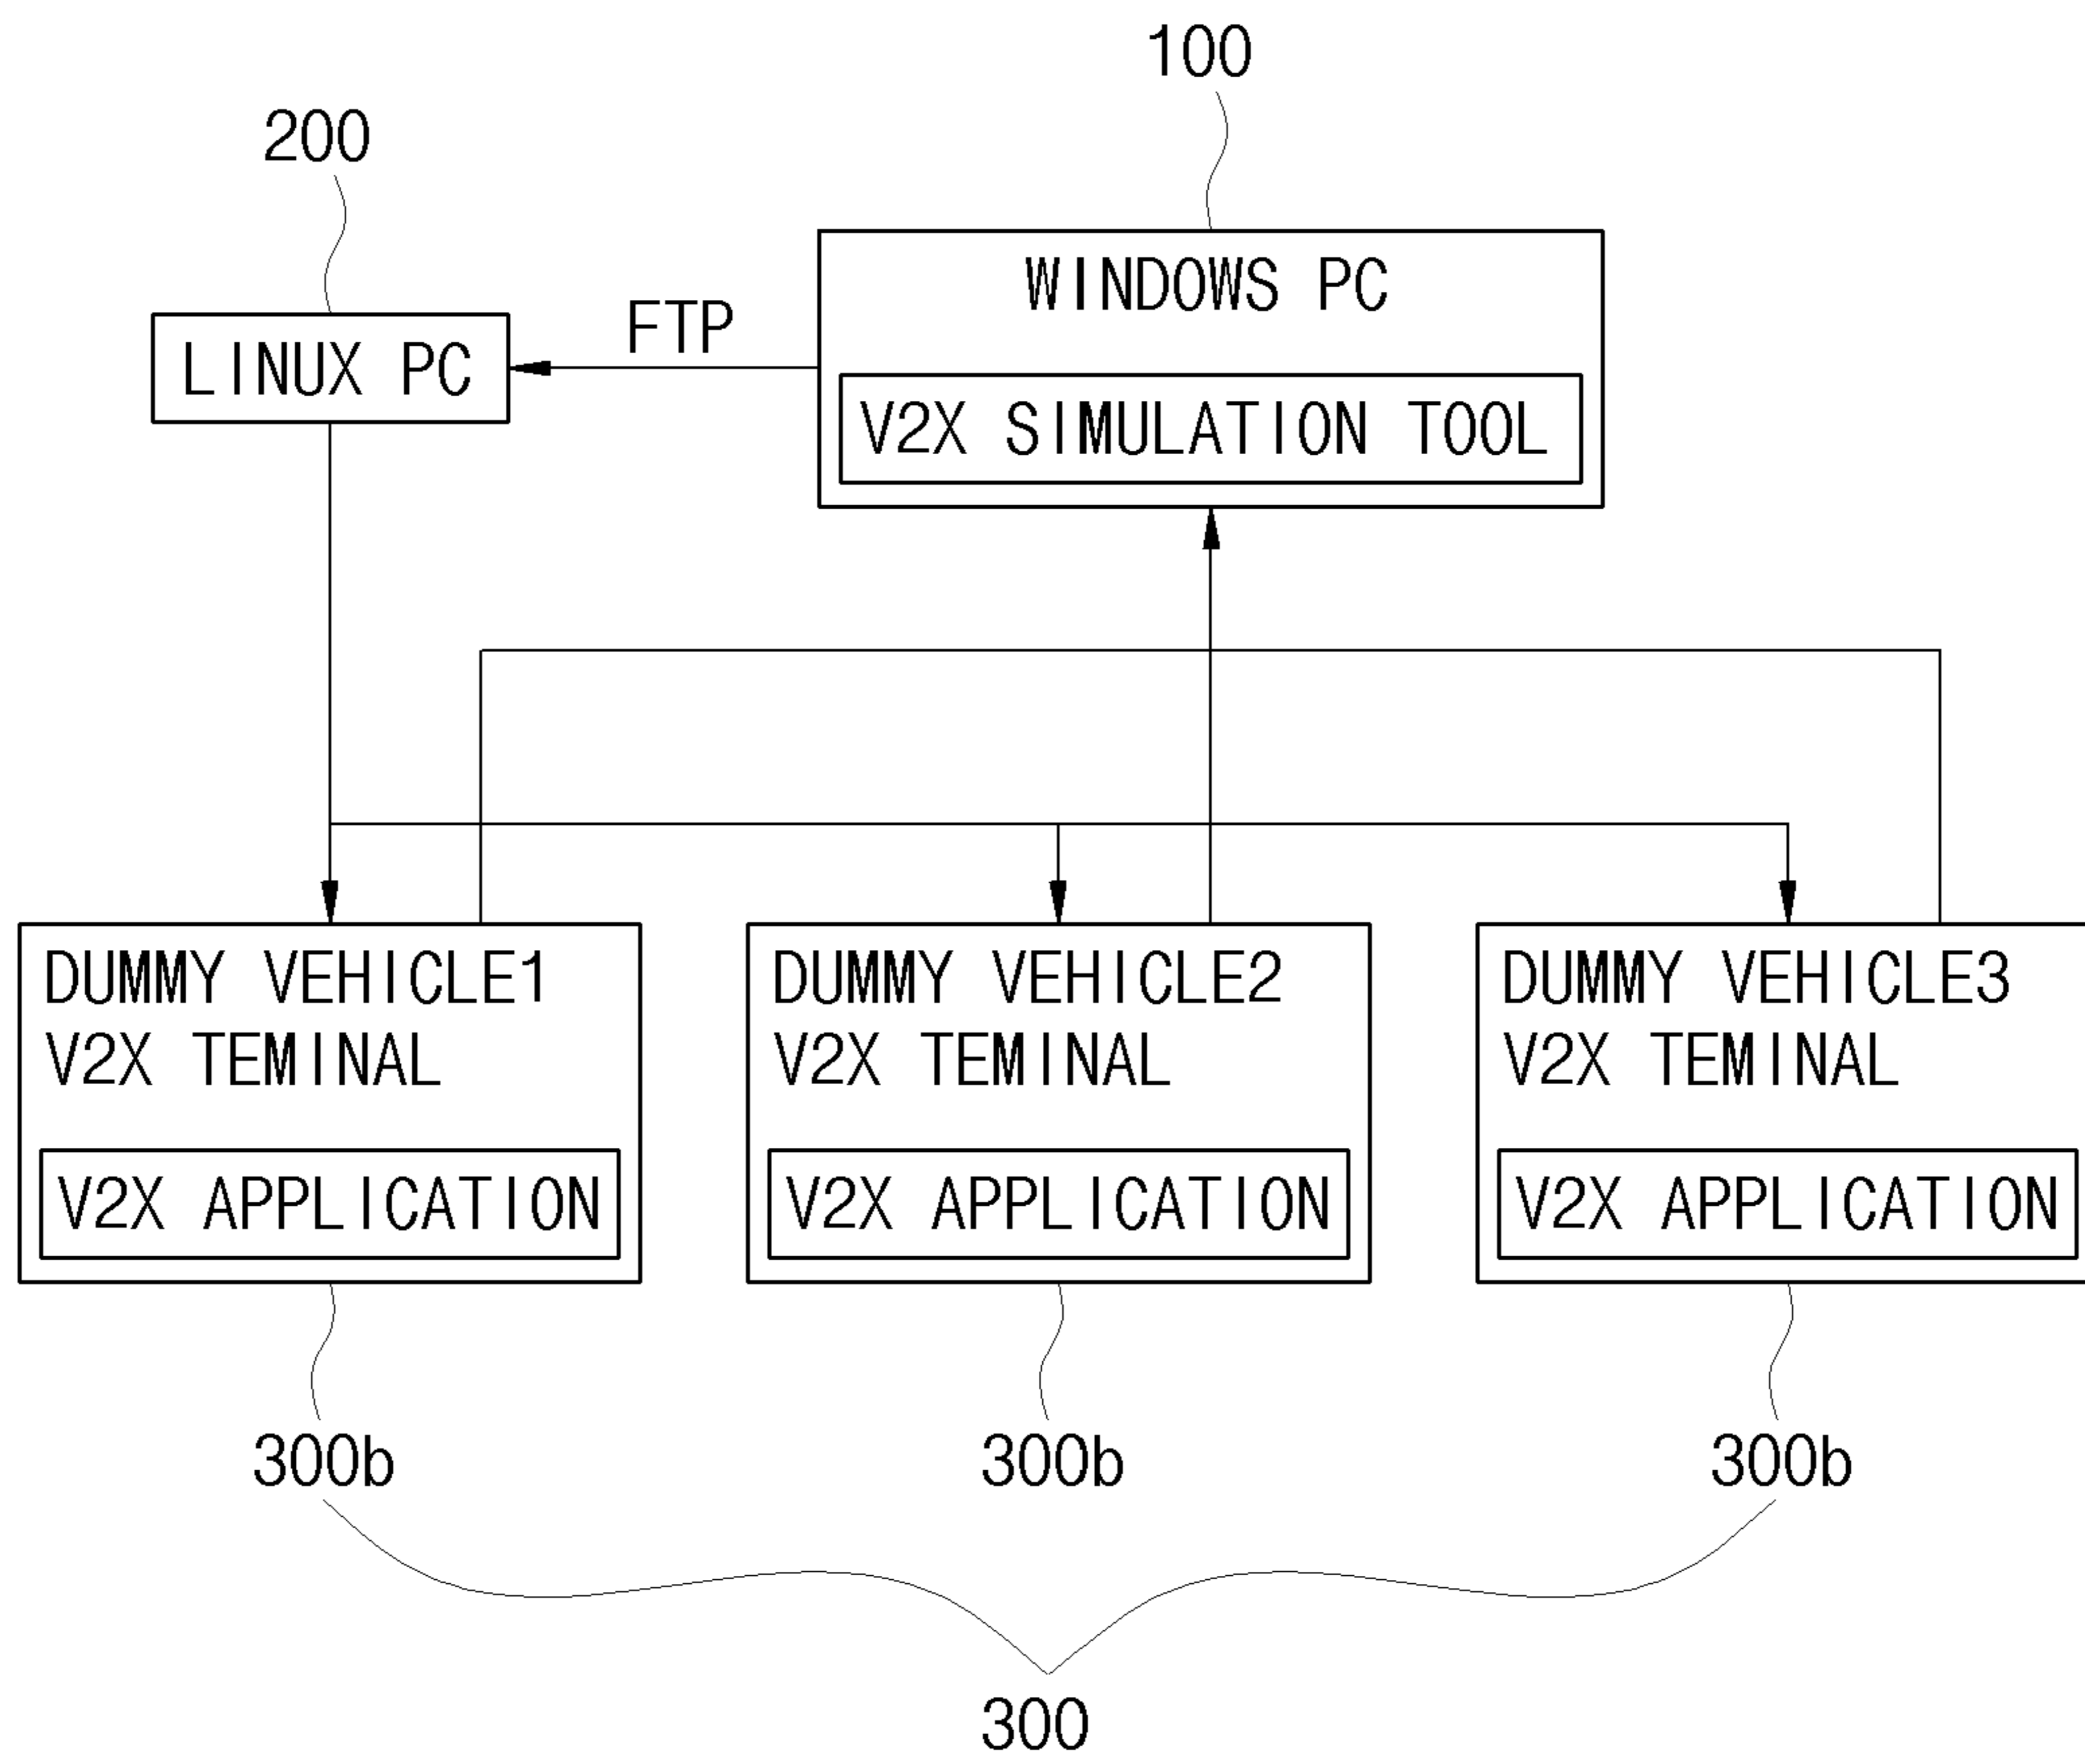 100
200
WINDOWS PC
FTP
LINUX PC
V2X SIMULATION TOOL
DUMMY VEHICLE1
V2X TEMINAL
V2X APPLICATION
DUMMY VEHICLE2
V2X TEMINAL
V2X APPLICATION
DUMMY VEHICLE3
V2X TEMINAL
V2X APPLICATION
300b
300b
300b
300